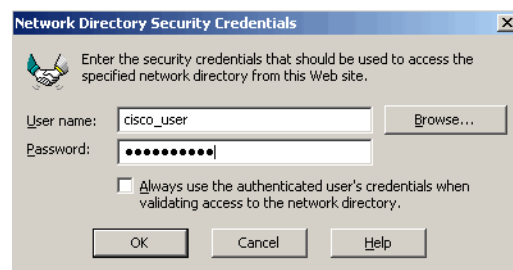 Network Directory Security Credentials
Enter the security credentials that should be used to access the
specified network directory from this Web site.
User name:
cisco_user
Browse...
Password:
●●●●●●●●●●
Always use the authenticated user's credentials when
validating access to the network directory.
OK
Cancel
Help